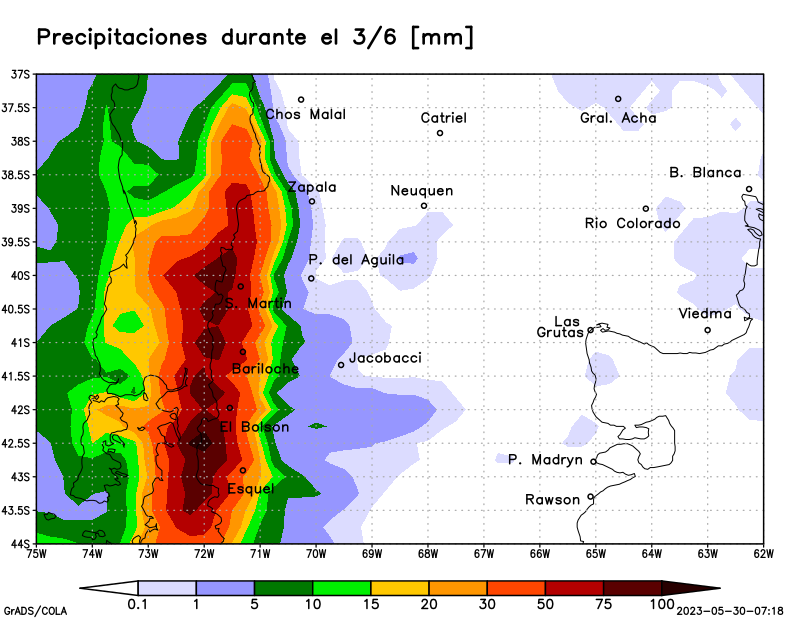 Precipitaciones durante el 3/6 [mm]
37S
Chos Malal
Catriel
Gral. Acha
37.5S
38S
B. Blanca
38.5S
Zapala
Neuquen
39S
Rio Colorado
39.5S
P. del Aguila
40S
S. Martin
40.5S
Las
Grutas
Viedma
41S
Jacobacci
Bariloche
41.5S
42S
El Bolson
42.5S
P. Madryn
43S
Esquel
Rawson
43.5S
44S
75W 74W 73W 72W 71W 70W 69W 68W 67W 66W 65W 64W 63W 62W
0.1 1 5 10 15 20 30 50 75 100
GrADS/COLA
2023-05-30-07:18